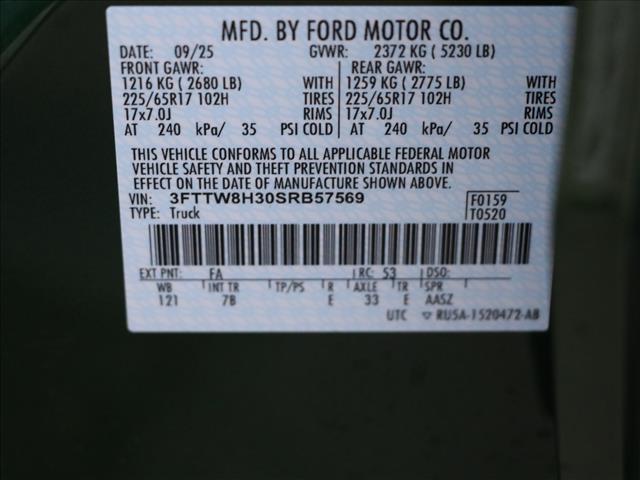 MFD. BY FORD MOTOR CO.
DATE: 09/25 GVWR: 2372 KG ( 5230 LB)
FRONT GAWR: REAR GAWR:
1216 KG ( 2680 LB) WITH 1259 KG ( 2775 LB) WITH
225/65R17 102H TIRES 225/65R17 102H TIRES
17x7.0J RIMS 17x7.0J RIMS
AT 240 kPa/ 35 PSI COLD AT 240 kPa/ 35 PSI COLD
THIS VEHICLE CONFORMS TO ALL APPLICABLE FEDERAL MOTOR
VEHICLE SAFETY AND THEFT PREVENTION STANDARDS IN
EFFECT ON THE DATE OF MANUFACTURE SHOWN ABOVE.
VIN: 3FTTW8H30SRB57569 F0159
TYPE: Truck T0520
EXT PNT: FA RC: 53 DSO:
WB INT TR TP/PS R AXLE TR SPR
121 7B E 33 E AASZ
UTC ▽ RU5A-1520472-AB